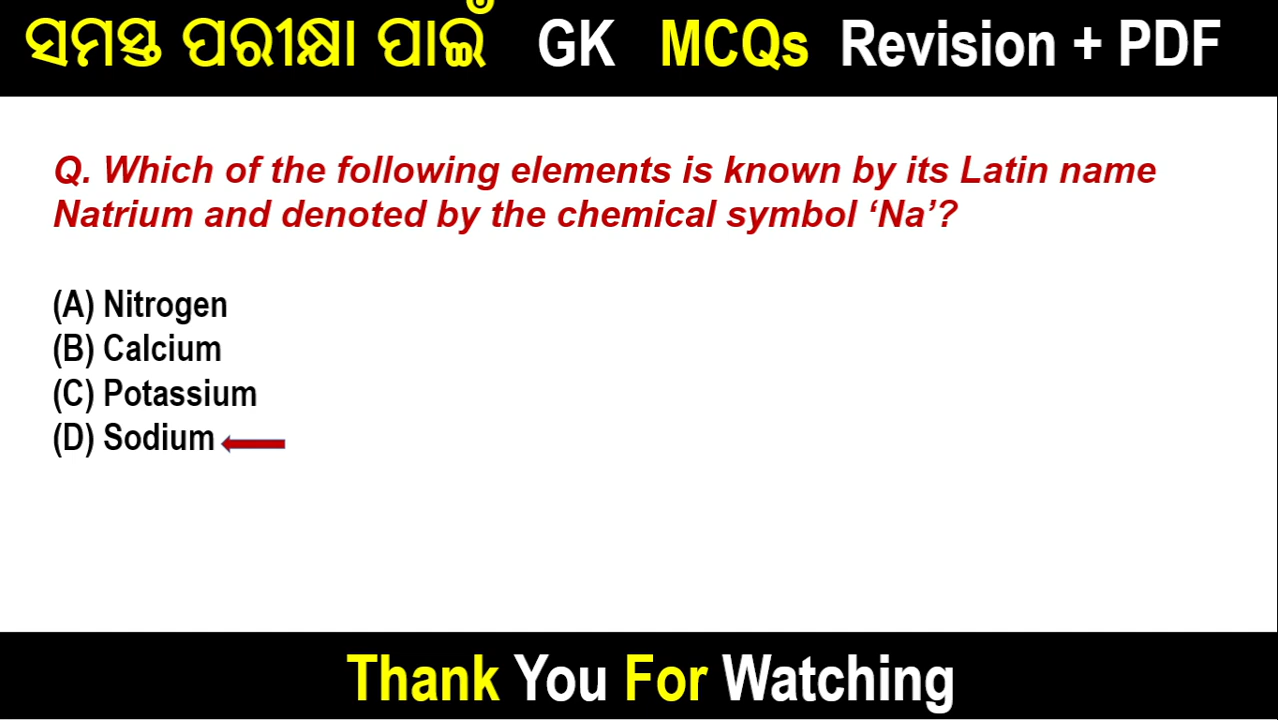 ସମସ୍ତ ପରୀକ୍ଷା ପାଇଁ GK MCQs Revision + PDF
Q. Which of the following elements is known by its Latin name
Natrium and denoted by the chemical symbol ‘Na’?
(A) Nitrogen
(B) Calcium
(C) Potassium
(D) Sodium
Thank You For Watching